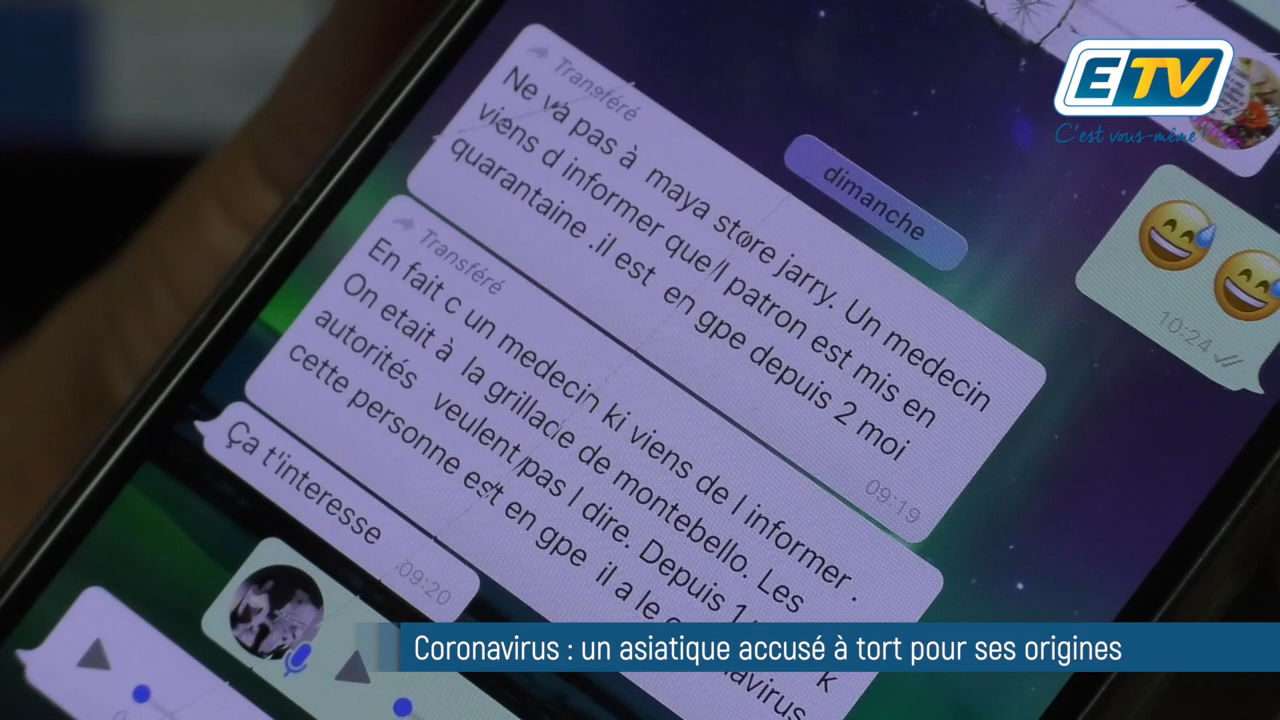 ETV
C'est vous-même !
dimanche
Transféré
Ne va pas à maya store jarry. Un medecin
viens d informer que l patron est mis en
quarantaine .il est en gpe depuis 2 moi
09:19
10:24
Transféré
En fait c un medecin ki viens de l informer .
On etait à la grillade de montebello. Les
autorités veulent pas l dire. Depuis 1
cette personne est en gpe il a le
k
Ça t'interesse
09:20
Coronavirus : un asiatique accusé à tort pour ses origines